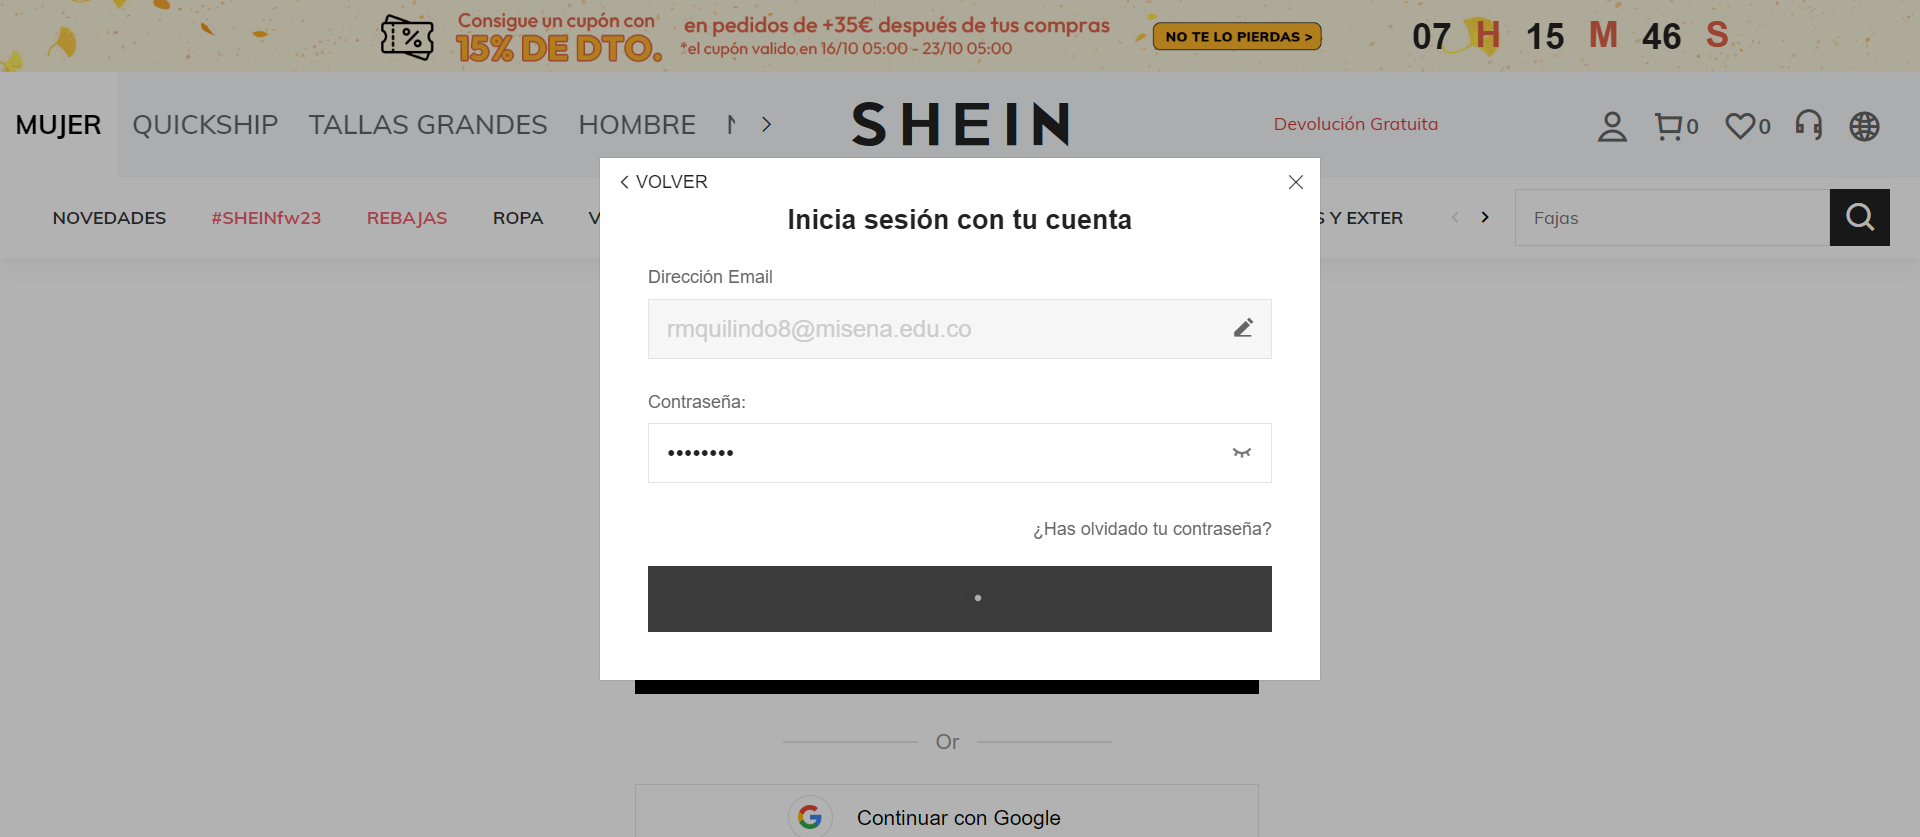 Consigue un cupón con
15% DE DTO.
en pedidos de +35€ después de tus compras
*el cupón valido en 16/10 05:00 - 23/10 05:00
NO TE LO PIERDAS >
07 H 15 M 46 S
MUJER QUICKSHIP TALLAS GRANDES HOMBRE
SHEIN
Devolución Gratuita
0 0
NOVEDADES #SHEINfw23 REBAJAS ROPA
Y EXTER
Fajas
VOLVER
Inicia sesión con tu cuenta
Dirección Email
rmquilindo8@misena.edu.co
Contraseña:
••••••••
¿Has olvidado tu contraseña?
Or
Continuar con Google